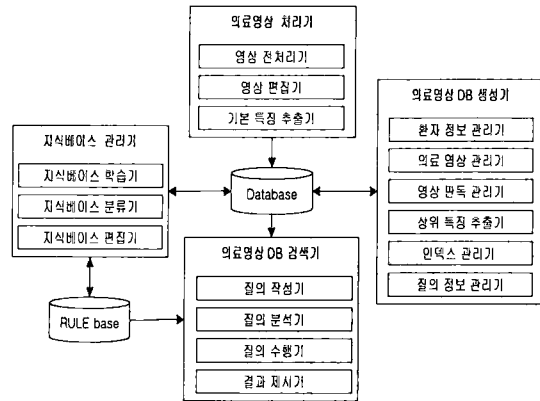 의료영상 처리기
영상 전처리기
영상 편집기
기본 특징 추출기
의료영상 DB 생성기
환자 정보 관리기
의료 영상 관리기
영상 판독 관리기
상위 특징 추출기
인덱스 관리기
질의 정보 관리기
지식베이스 관리기
지식베이스 학습기
지식베이스 분류기
지식베이스 편집기
Database
의료영상 DB 검색기
질의 작성기
질의 분석기
질의 수행기
결과 제시기
RULE base